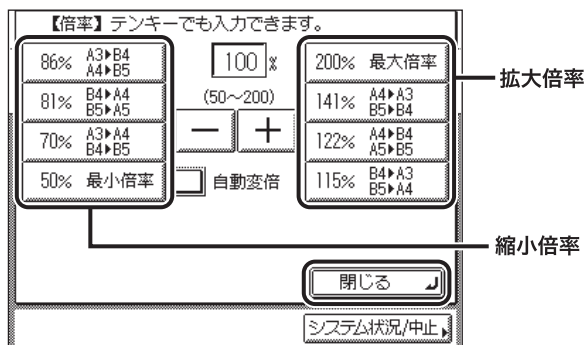 【倍率】テンキーでも入力できます。
86% A3▶B4
A4▶B5
81% B4▶A4
B5▶A5
70% A3▶A4
B4▶B5
50% 最小倍率
100 %
(50～200)
− +
自動変倍
200% 最大倍率
141% A4▶A3
B5▶B4
122% A4▶B4
A5▶B5
115% B4▶A3
B5▶A4
拡大倍率
縮小倍率
閉じる
システム状況/中止